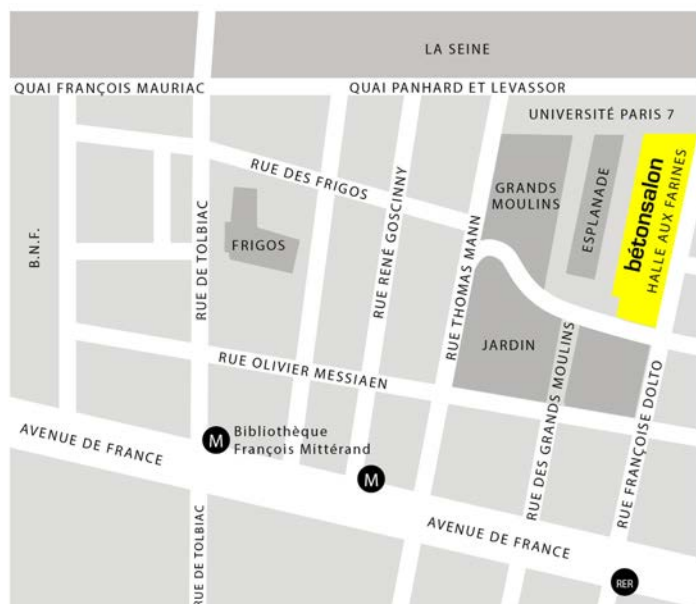 LA SEINE
QUAI FRANÇOIS MAURIAC
QUAI PANHARD ET LEVASSOR
UNIVERSITÉ PARIS 7
RUE DES FRIGOS
GRANDS
MOULINS
ESPLANADE
bétonsalon
HALLE AUX FARINES
B.N.F.
RUE DE TOLBIAC
FRIGOS
RUE RENÉ GOSCINNY
RUE THOMAS MANN
JARDIN
RUE OLIVIER MESSIAEN
RUE DES GRANDS MOULINS
RUE FRANÇOISE DOLTO
AVENUE DE FRANCE
M
Bibliothèque
François Mittérand
M
RUE DE TOLBIAC
AVENUE DE FRANCE
RER